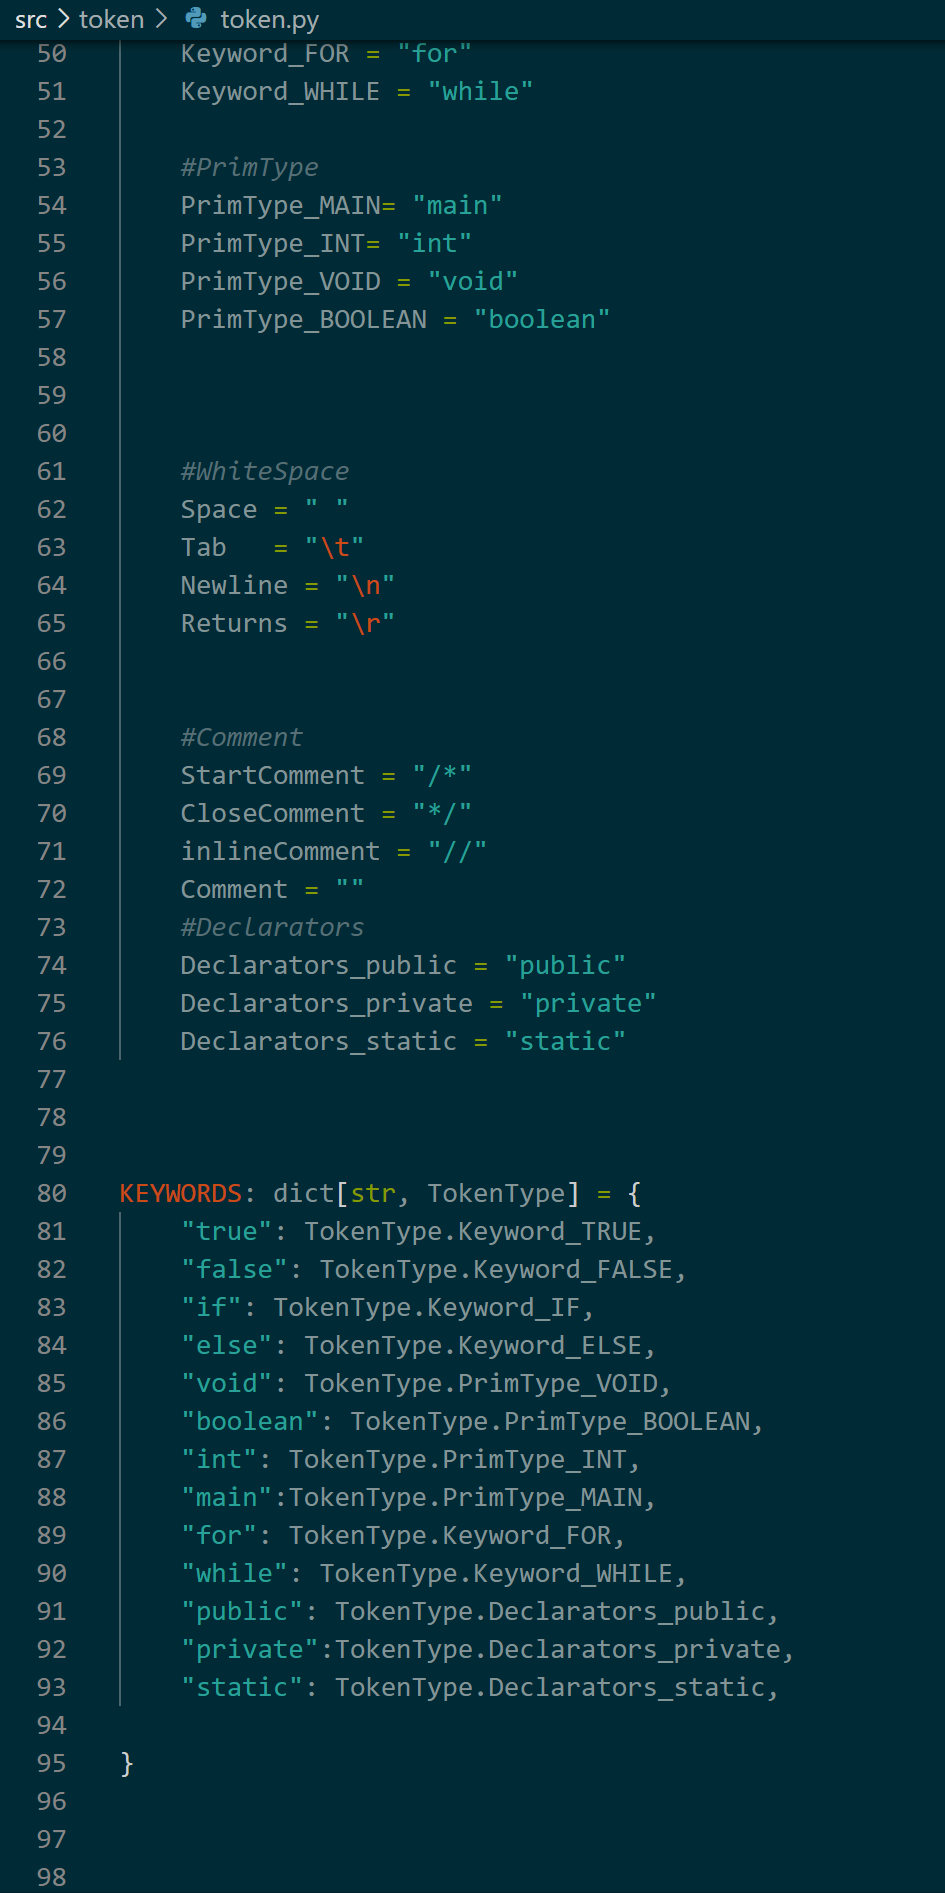 src > token > token.py
50 Keyword_FOR = "for"
51 Keyword_WHILE = "while"
52
53 #PrimType
54 PrimType_MAIN= "main"
55 PrimType_INT= "int"
56 PrimType_VOID = "void"
57 PrimType_BOOLEAN = "boolean"
58
59
60
61 #WhiteSpace
62 Space = " "
63 Tab   = "\t"
64 Newline = "\n"
65 Returns = "\r"
66
67
68 #Comment
69 StartComment = "/*"
70 CloseComment = "*/"
71 inlineComment = "//"
72 Comment = ""
73 #Declarators
74 Declarators_public = "public"
75 Declarators_private = "private"
76 Declarators_static = "static"
77
78
79
80 KEYWORDS: dict[str, TokenType] = {
81 "true": TokenType.Keyword_TRUE,
82 "false": TokenType.Keyword_FALSE,
83 "if": TokenType.Keyword_IF,
84 "else": TokenType.Keyword_ELSE,
85 "void": TokenType.PrimType_VOID,
86 "boolean": TokenType.PrimType_BOOLEAN,
87 "int": TokenType.PrimType_INT,
88 "main":TokenType.PrimType_MAIN,
89 "for": TokenType.Keyword_FOR,
90 "while": TokenType.Keyword_WHILE,
91 "public": TokenType.Declarators_public,
92 "private":TokenType.Declarators_private,
93 "static": TokenType.Declarators_static,
94
95 }
96
97
98